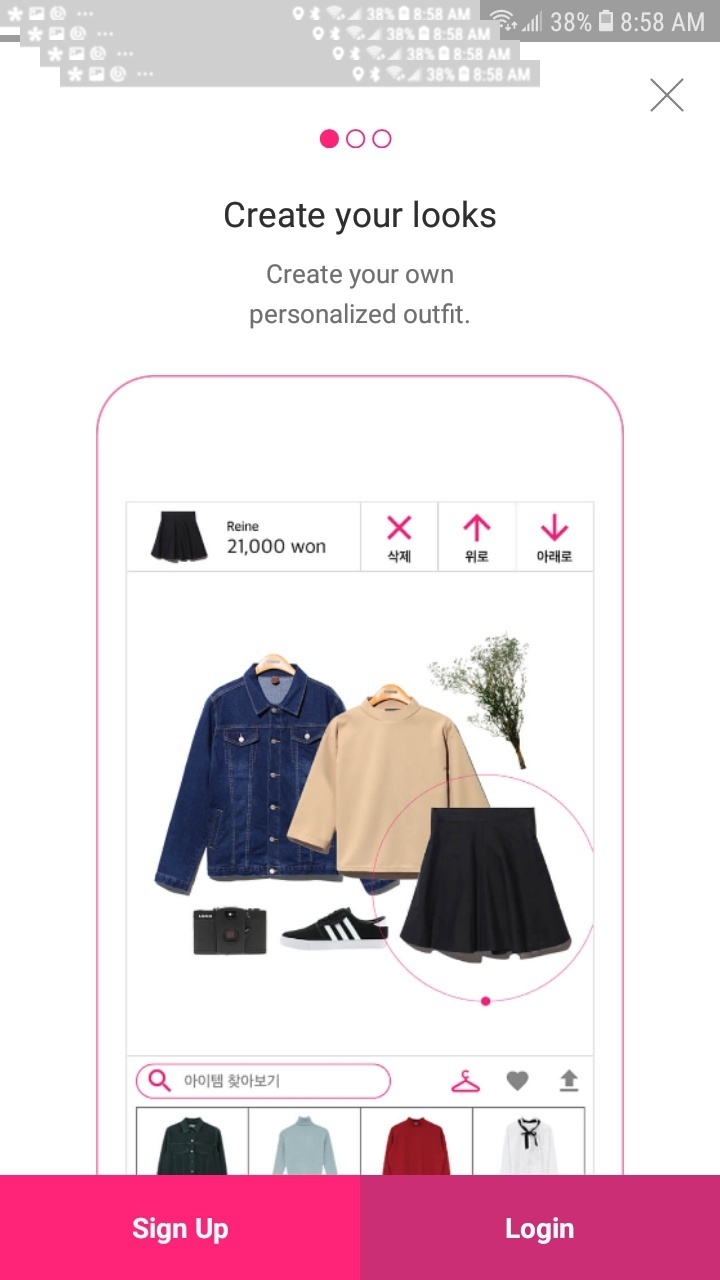 38% 8:58 AM
38% 8:58 AM
38% 8:58 AM
38% 8:58 AM
38% 8:58 AM
Create your looks
Create your own
personalized outfit.
Reine
21,000 won
삭제
위로
아래로
아이템 찾아보기
Sign Up
Login